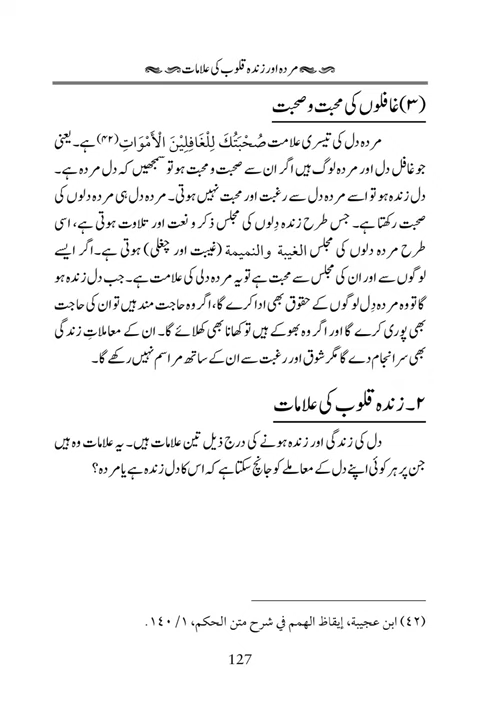 مردہ اور زندہ قلوب کی علامات
(۳) غافلوں کی محبت و صحبت
مردہ دل کی تیسری علامت صُحْبَتُكَ لِلْغَافِلِيْنَ الْأَمْوَاتِ(۴۲) ہے۔ یعنی
جو غافل دل اور مردہ لوگ ہیں اگر ان سے صحبت و محبت ہو تو سمجھیں کہ دل مردہ ہے۔
دل زندہ ہو تو اسے مردہ دل سے رغبت اور محبت نہیں ہوتی۔ مردہ دل ہی مردہ دلوں کی
صحبت رکھتا ہے۔ جس طرح زندہ دِلوں کی مجلس ذکر و نعت اور تلاوت ہوتی ہے، اسی
طرح مردہ دلوں کی مجلس الغيبة والنميمة (غیبت اور چغلی) ہوتی ہے۔ اگر ایسے
لوگوں سے اور ان کی مجلس سے محبت ہے تو یہ مردہ دلی کی علامت ہے۔ جب دل زندہ ہو
گا تو وہ مردہ دِل لوگوں کے حقوق بھی ادا کرے گا، اگر وہ حاجت مند ہیں تو ان کی حاجت
بھی پوری کرے گا اور اگر وہ بھوکے ہیں تو کھانا بھی کھلائے گا۔ ان کے معاملاتِ زندگی
بھی سرانجام دے گا مگر شوق اور رغبت سے ان کے ساتھ مراسم نہیں رکھے گا۔
۲۔ زندہ قلوب کی علامات
دل کی زندگی اور زندہ ہونے کی درج ذیل تین علامات ہیں۔ یہ علامات وہ ہیں
جن پر ہر کوئی اپنے دل کے معاملے کو جانچ سکتا ہے کہ اس کا دل زندہ ہے یا مردہ؟
(٤٢) ابن عجيبة، إيقاظ الهمم في شرح متن الحكم، ١/ ١٤٠.
127